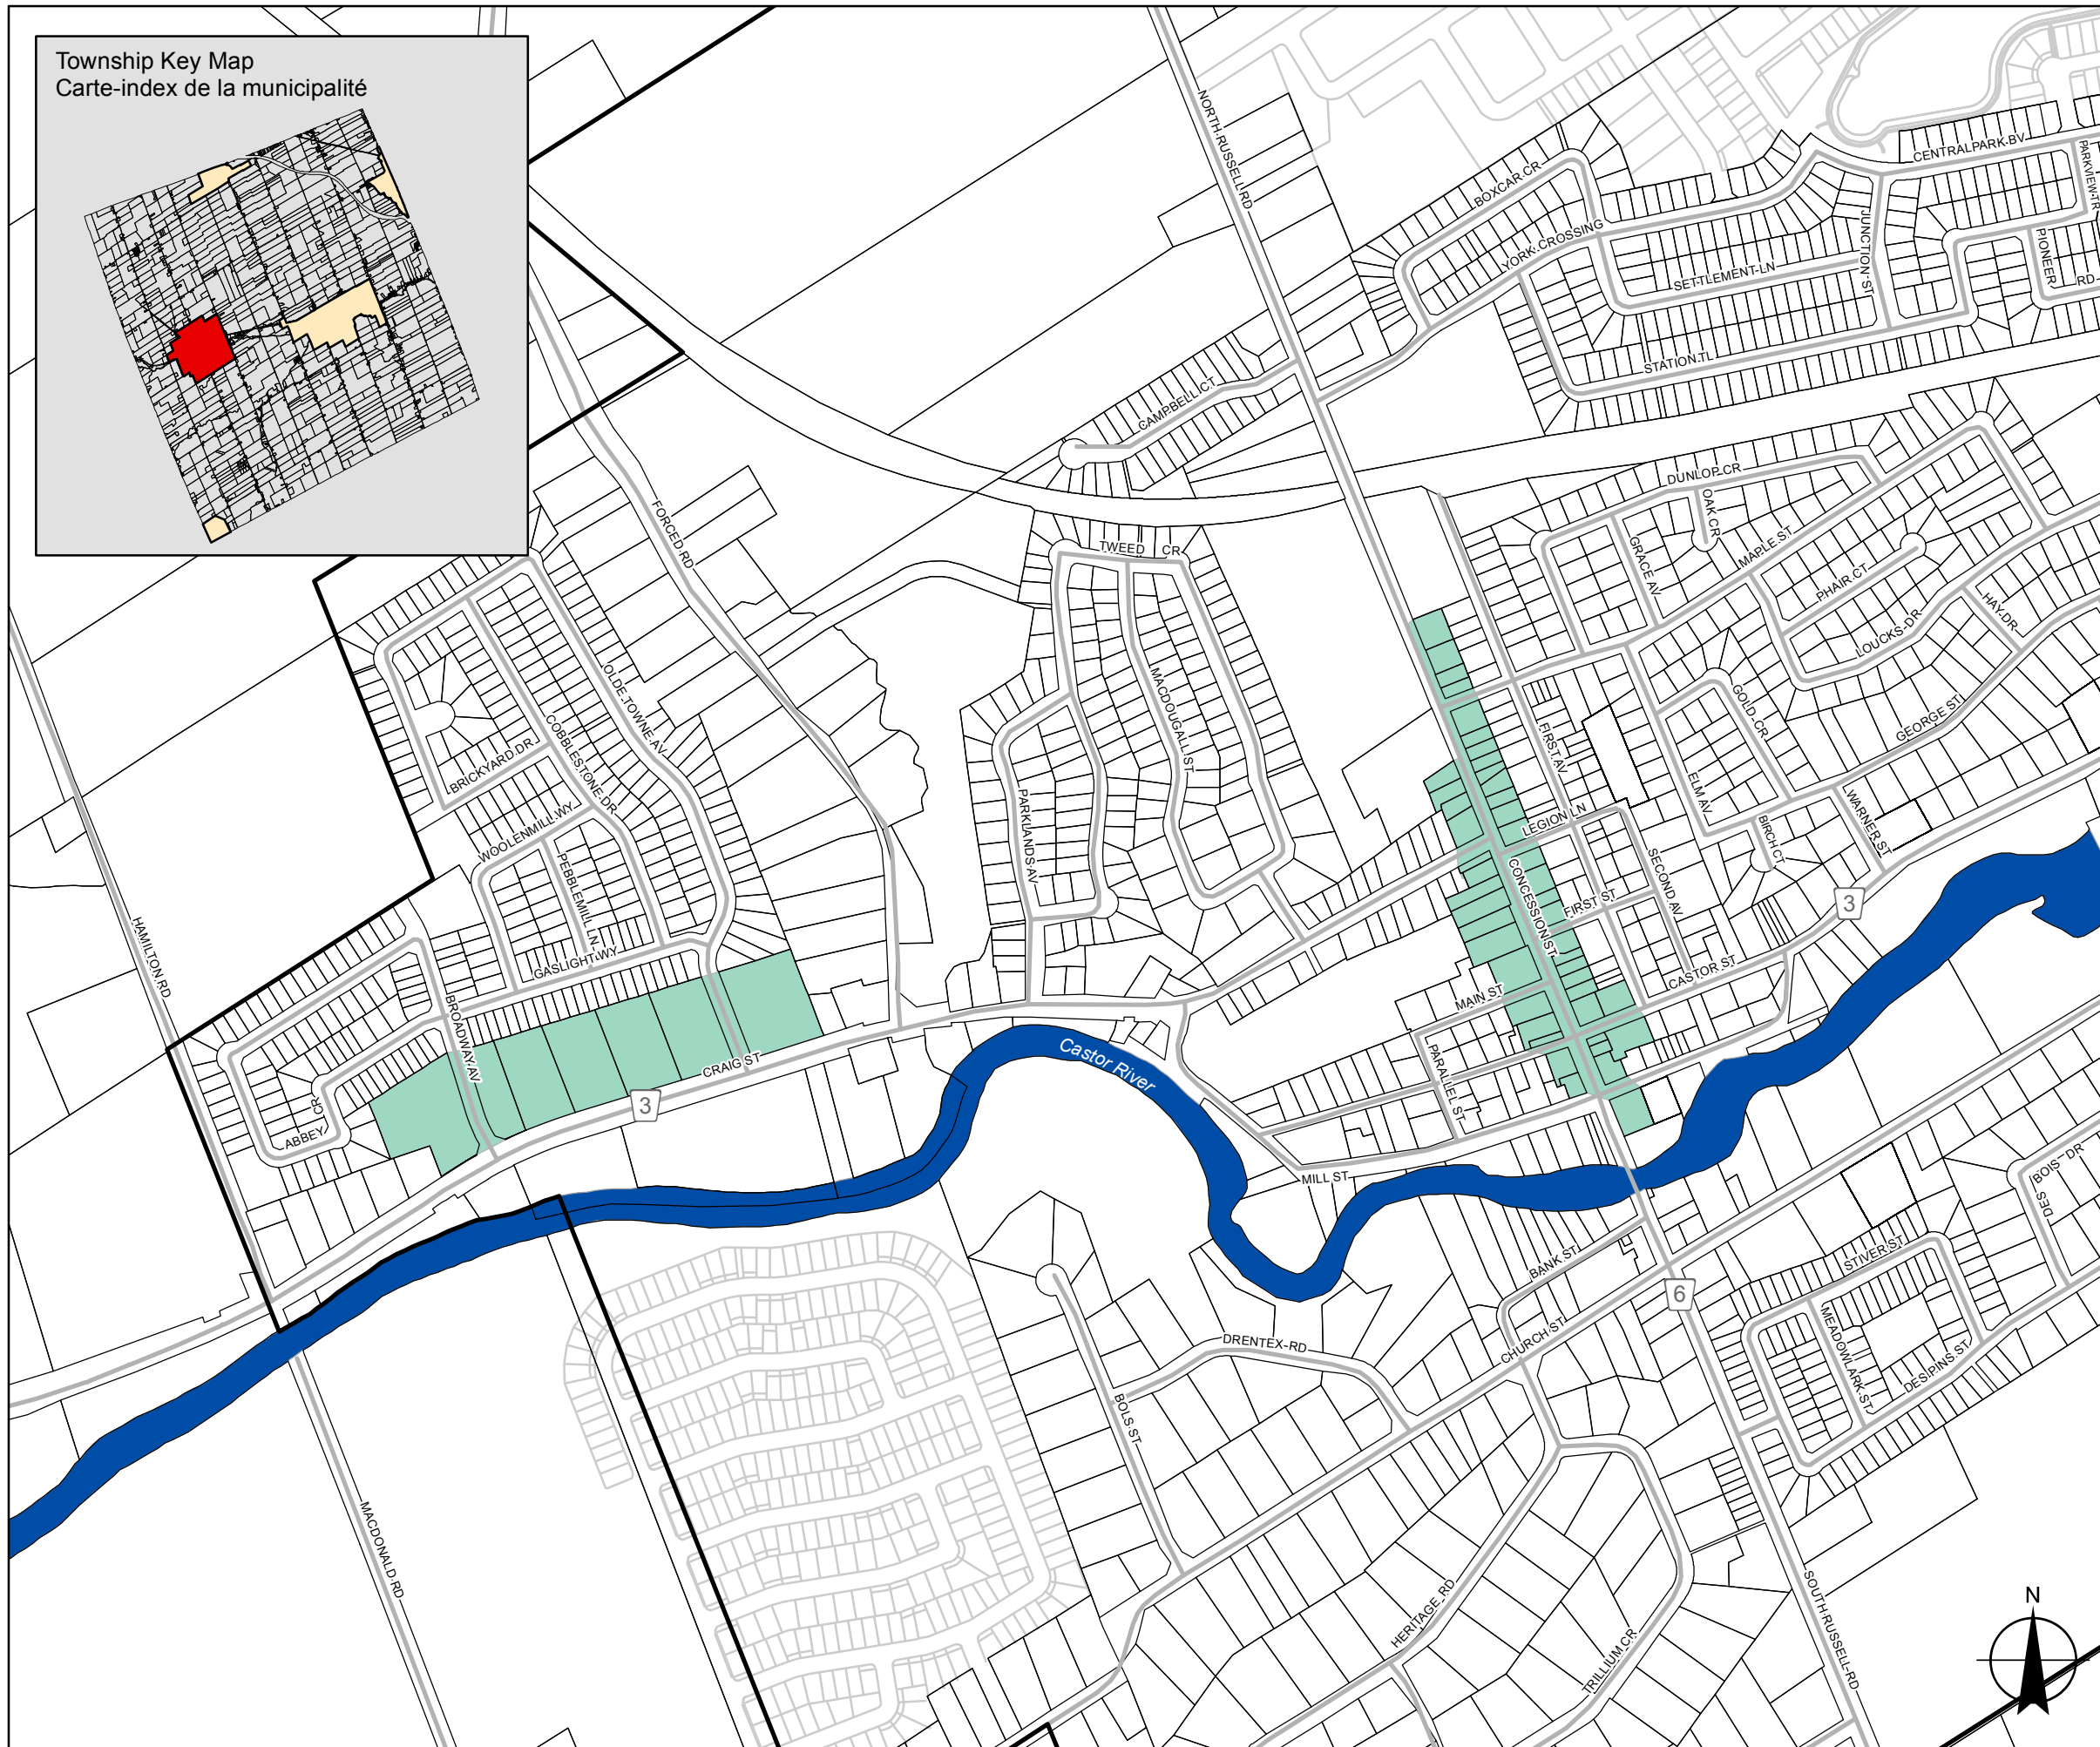 Township Key Map
Carte-index de la municipalité
NORTH RUSSELL RD
CENTRALPARK BV
PARKVIEW TR
BOXCAR CR
YORK CROSSING
JUNCTION ST
PIONEER
RD
SETTLEMENT LN
STATION TL
CAMPBELL CT
FORCED RD
DUNLOP CR
OAK CR
GRACE AV
MAPLE ST
PHAIR CT
HAY DR
LOUCKS DR
TWEED CR
MACDOUGALL ST
OLDE TOWNE AV
COBBLESTONE DR
BRICKYARD DR
WOOLENMILL WY
PEBBLEMILL LN
GASLIGHT WY
PARKLANDS AV
FIRST AV
GOLD CR
GEORGE ST
ELM AV
LEGION LN
BIRCH CT
WARNER ST
CONCESSION ST
SECOND AV
FIRST ST
3
HAMILTON RD
BROADWAY AV
CASTOR ST
MAIN ST
PARALLEL ST
CRAIG ST
3
Castor River
ABBEY CR
MILL ST
BANK ST
DES BOIS DR
STIVER ST
6
CHURCH ST
MEADOWLARK ST
DESPINS ST
DRENTEX RD
BOLS ST
MACDONALD RD
HERITAGE RD
TRILLIUM CR
SOUTH RUSSELL RD
N